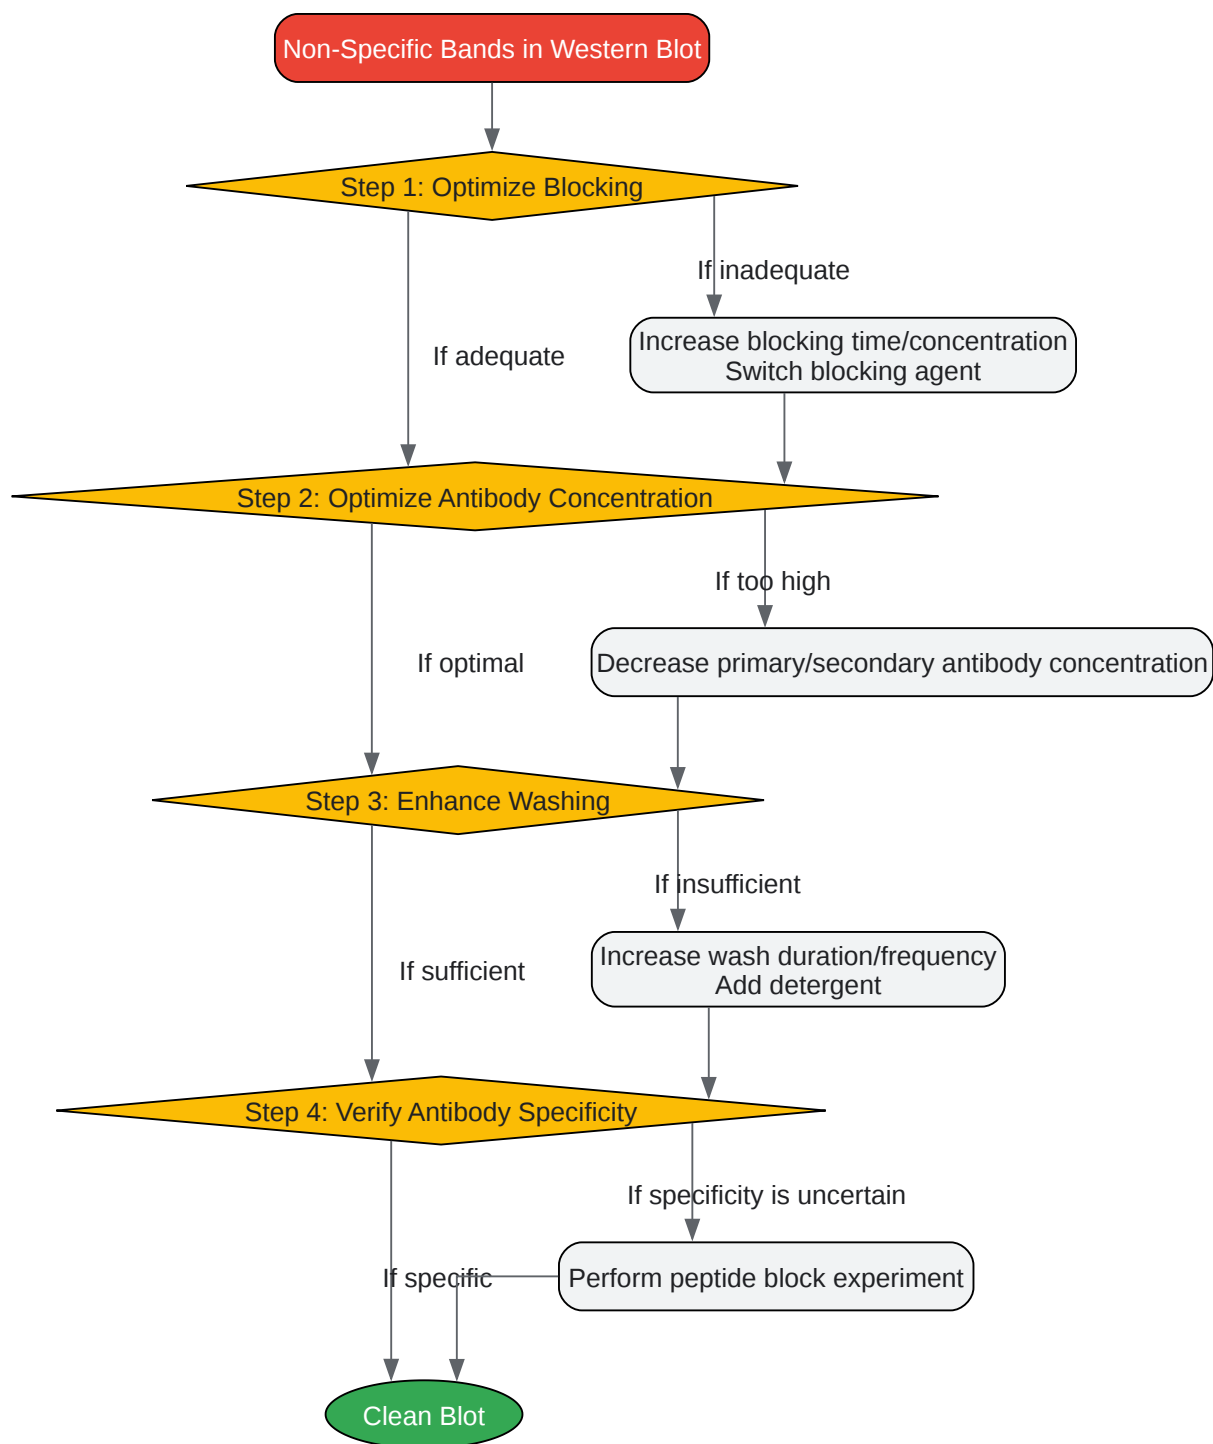 Non-Specific Bands in Western Blot
Step 1: Optimize Blocking
If inadequate
Increase blocking time/concentration
Switch blocking agent
If adequate
Step 2: Optimize Antibody Concentration
If too high
Decrease primary/secondary antibody concentration
If optimal
Step 3: Enhance Washing
If insufficient
Increase wash duration/frequency
Add detergent
If sufficient
Step 4: Verify Antibody Specificity
If specificity is uncertain
Perform peptide block experiment
If specific
Clean Blot